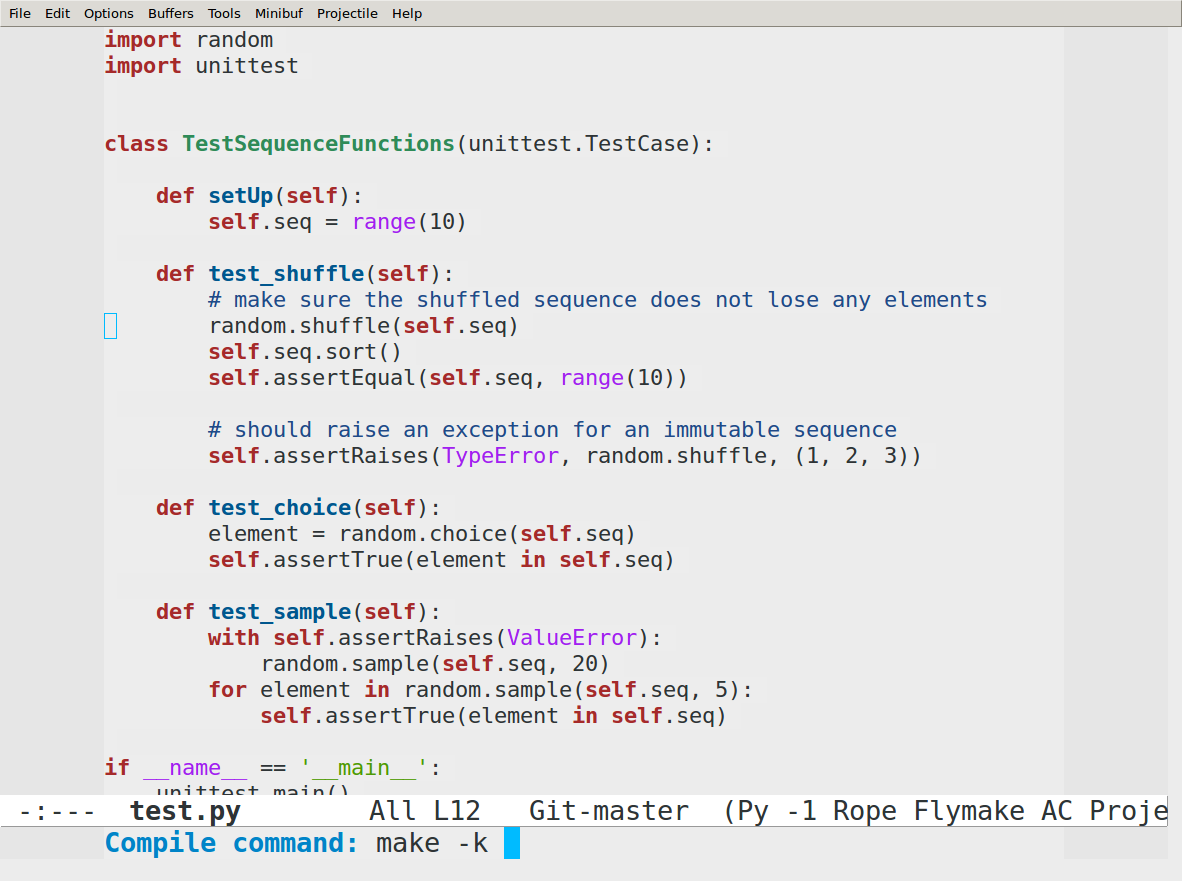 File Edit Options Buffers Tools Minibuf Projectile Help
import random
import unittest
class TestSequenceFunctions(unittest.TestCase):
    def setUp(self):
        self.seq = range(10)
    def test_shuffle(self):
        # make sure the shuffled sequence does not lose any elements
        random.shuffle(self.seq)
        self.seq.sort()
        self.assertEqual(self.seq, range(10))
        # should raise an exception for an immutable sequence
        self.assertRaises(TypeError, random.shuffle, (1, 2, 3))
    def test_choice(self):
        element = random.choice(self.seq)
        self.assertTrue(element in self.seq)
    def test_sample(self):
        with self.assertRaises(ValueError):
            random.sample(self.seq, 20)
        for element in random.sample(self.seq, 5):
            self.assertTrue(element in self.seq)
if __name__ == '__main__':
    unittest.main()
-:--- test.py All L12 Git-master (Py -1 Rope Flymake AC Proje
Compile command: make -k